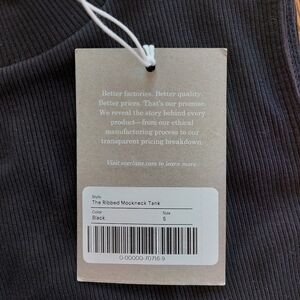 Better factories. Better quality.
Better prices. That's our promise.
We reveal the story behind every
product—from our ethical
manufacturing process to our
transparent pricing breakdown.
Visit everlane.com to learn more.
Style
The Ribbed Mockneck Tank
Color Size
Black S
0-00000-70716-9